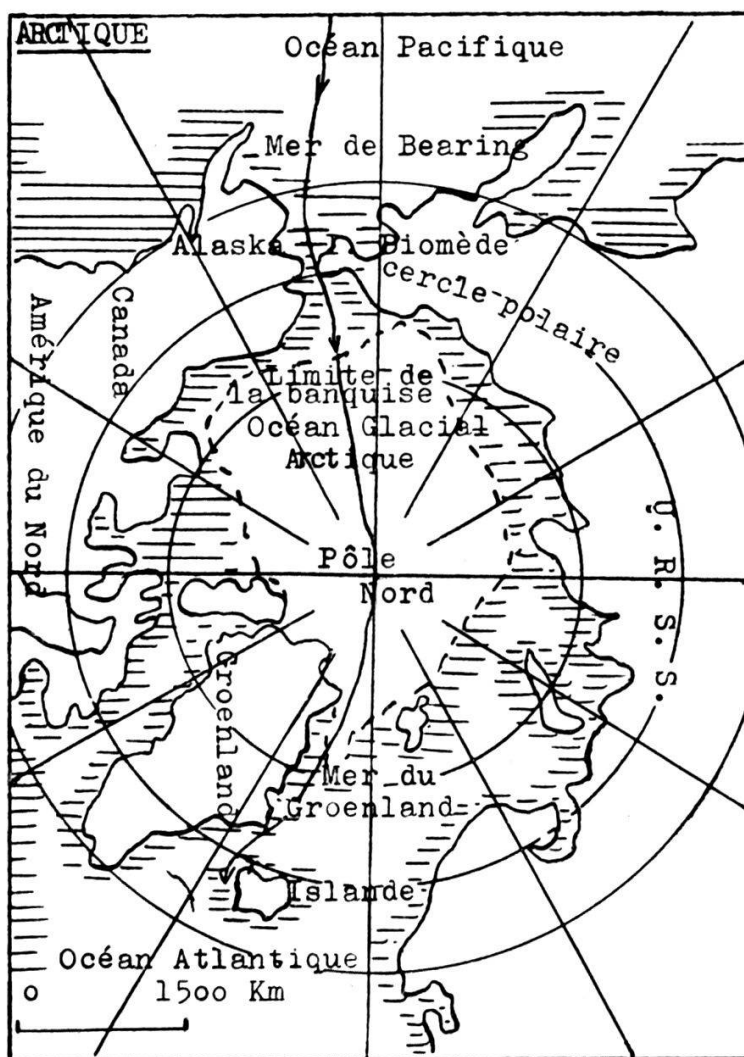 ARCTIQUE
Océan Pacifique
Mer de Bearing
Alaska I. Diomède
cercle polaire
Canada
Amérique du Nord
Limite de
la banquise
Océan Glacial
Arctique
U. R. S. S.
Pôle
Nord
Groenland
Mer du
Groenland
Islande
Océan Atlantique
0 1500 Km